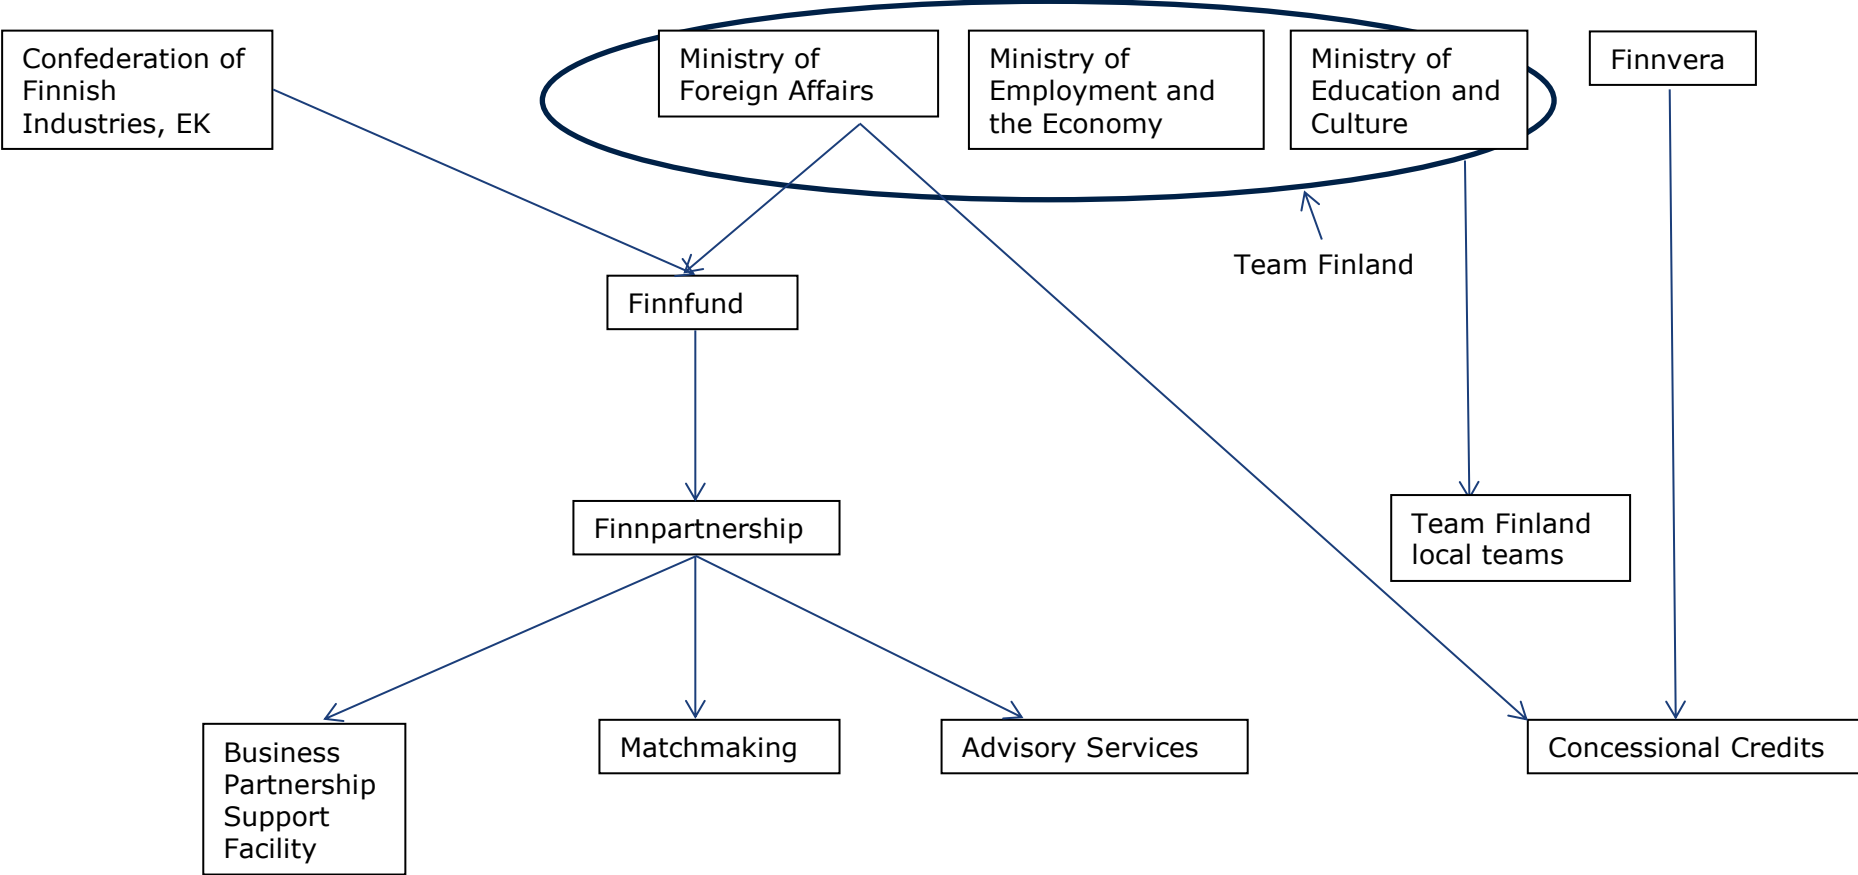 Confederation of
Finnish
Industries, EK
Ministry of
Foreign Affairs
Ministry of
Employment and
the Economy
Ministry of
Education and
Culture
Finnvera
Team Finland
Finnfund
Finnpartnership
Team Finland
local teams
Business
Partnership
Support
Facility
Matchmaking
Advisory Services
Concessional Credits